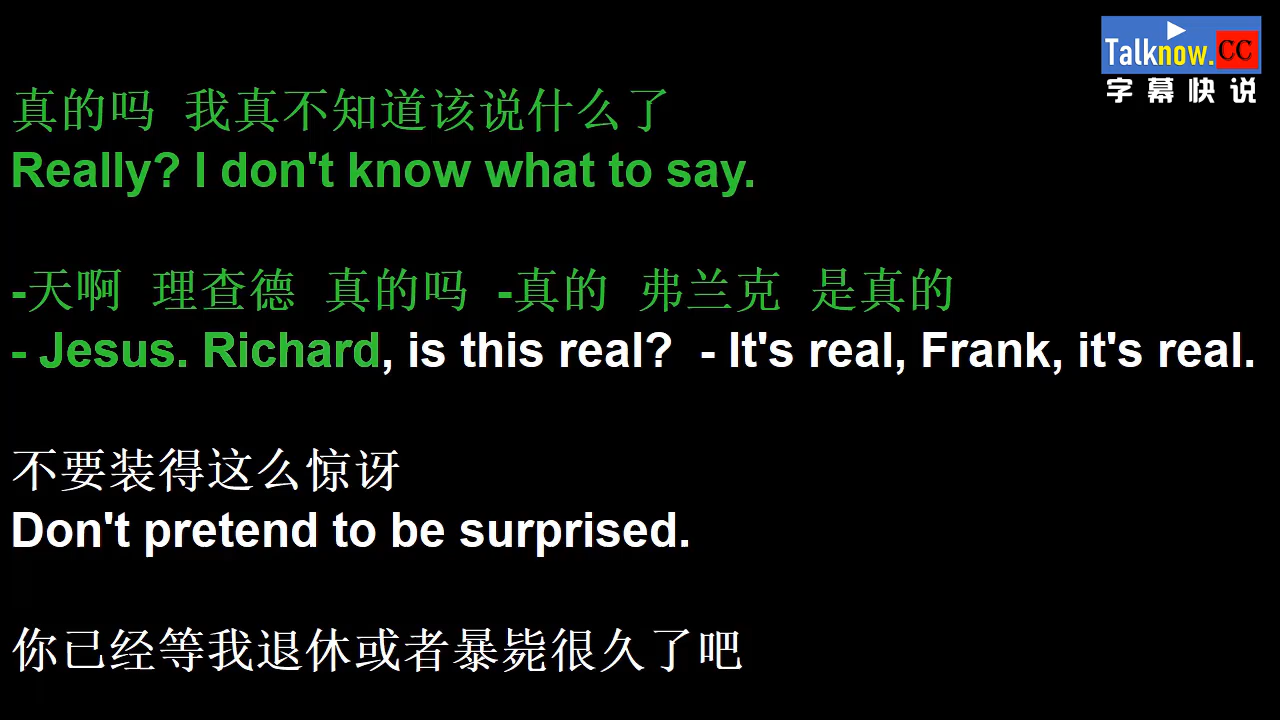 Talknow.CC
字幕快说
真的吗 我真不知道该说什么了
Really? I don't know what to say.
-天啊 理查德 真的吗 -真的 弗兰克 是真的
- Jesus. Richard, is this real?  - It's real, Frank, it's real.
不要装得这么惊讶
Don't pretend to be surprised.
你已经等我退休或者暴毙很久了吧